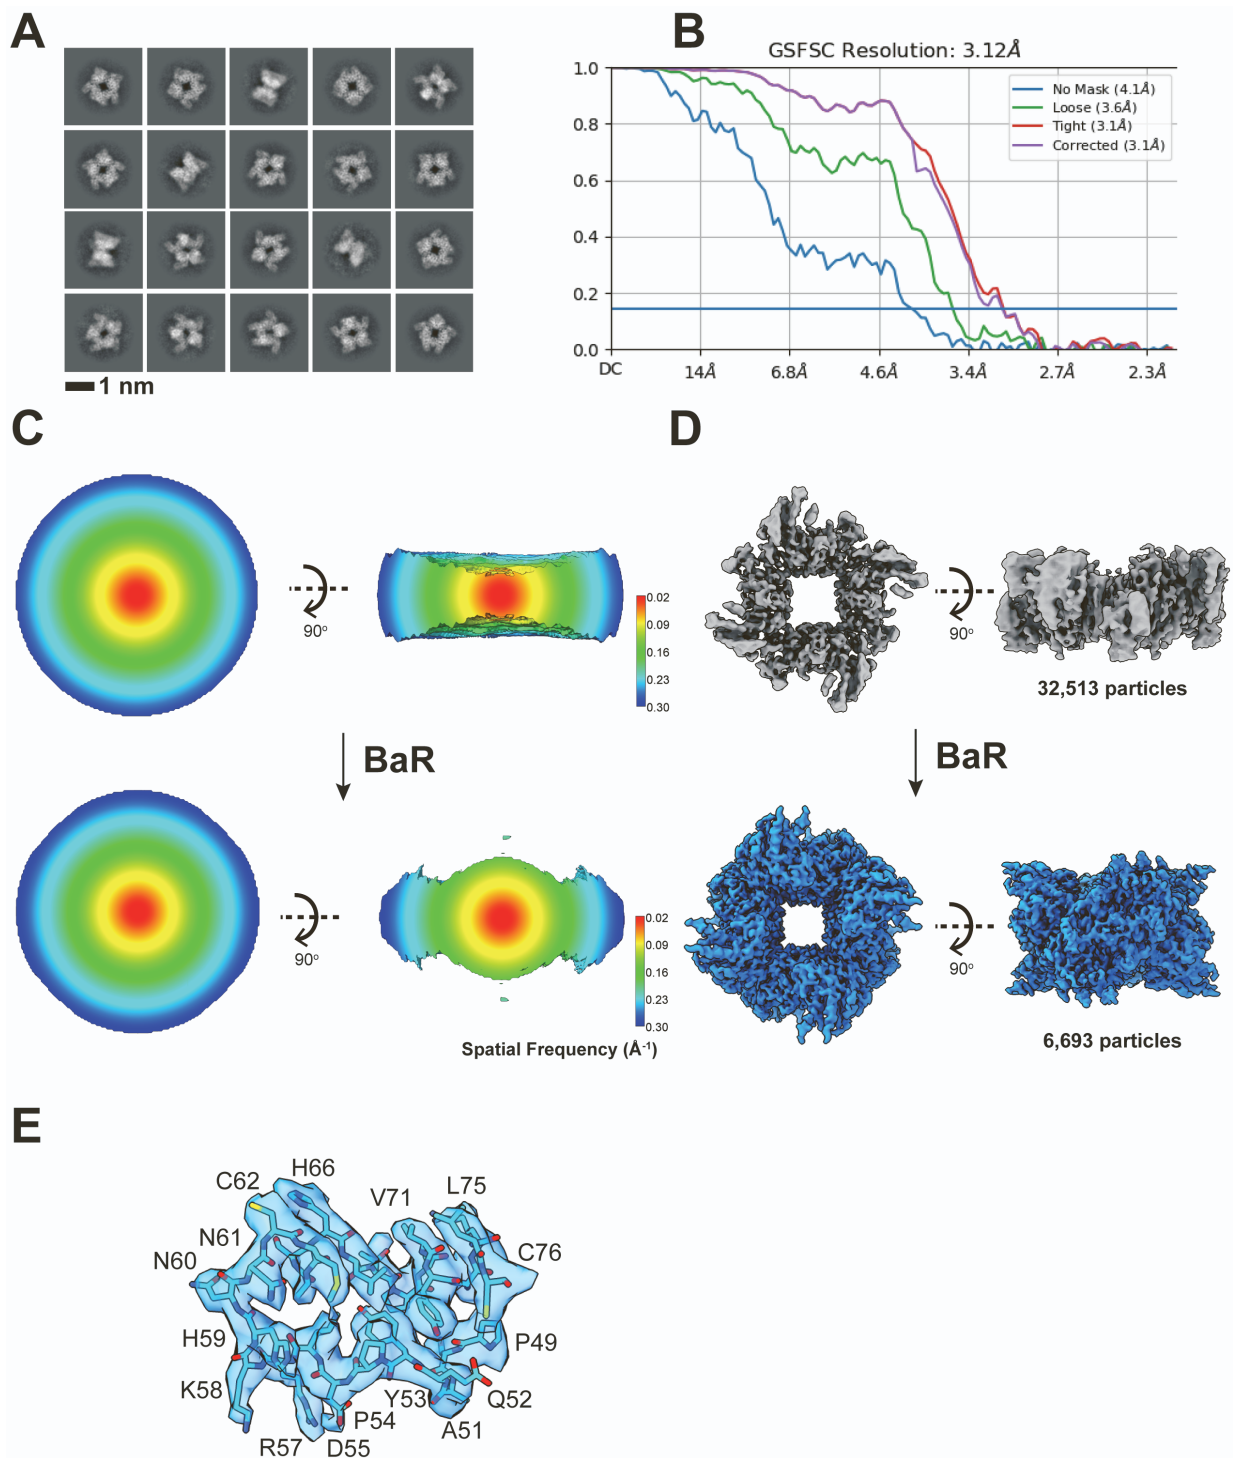 A
1 nm
B
GSFSC Resolution: 3.12Å
No Mask (4.1Å)
Loose (3.6Å)
Tight (3.1Å)
Corrected (3.1Å)
1.0
0.8
0.6
0.4
0.2
0.0
DC 14Å 6.8Å 4.6Å 3.4Å 2.7Å 2.3Å
C
90°
0.02
0.09
0.16
0.23
0.30
BaR
90°
0.02
0.09
0.16
0.23
0.30
Spatial Frequency (Å⁻¹)
D
90°
32,513 particles
BaR
90°
6,693 particles
E
H66
C62
V71
L75
N61
N60
C76
H59
P49
K58
Y53
Q52
P54
A51
R57
D55